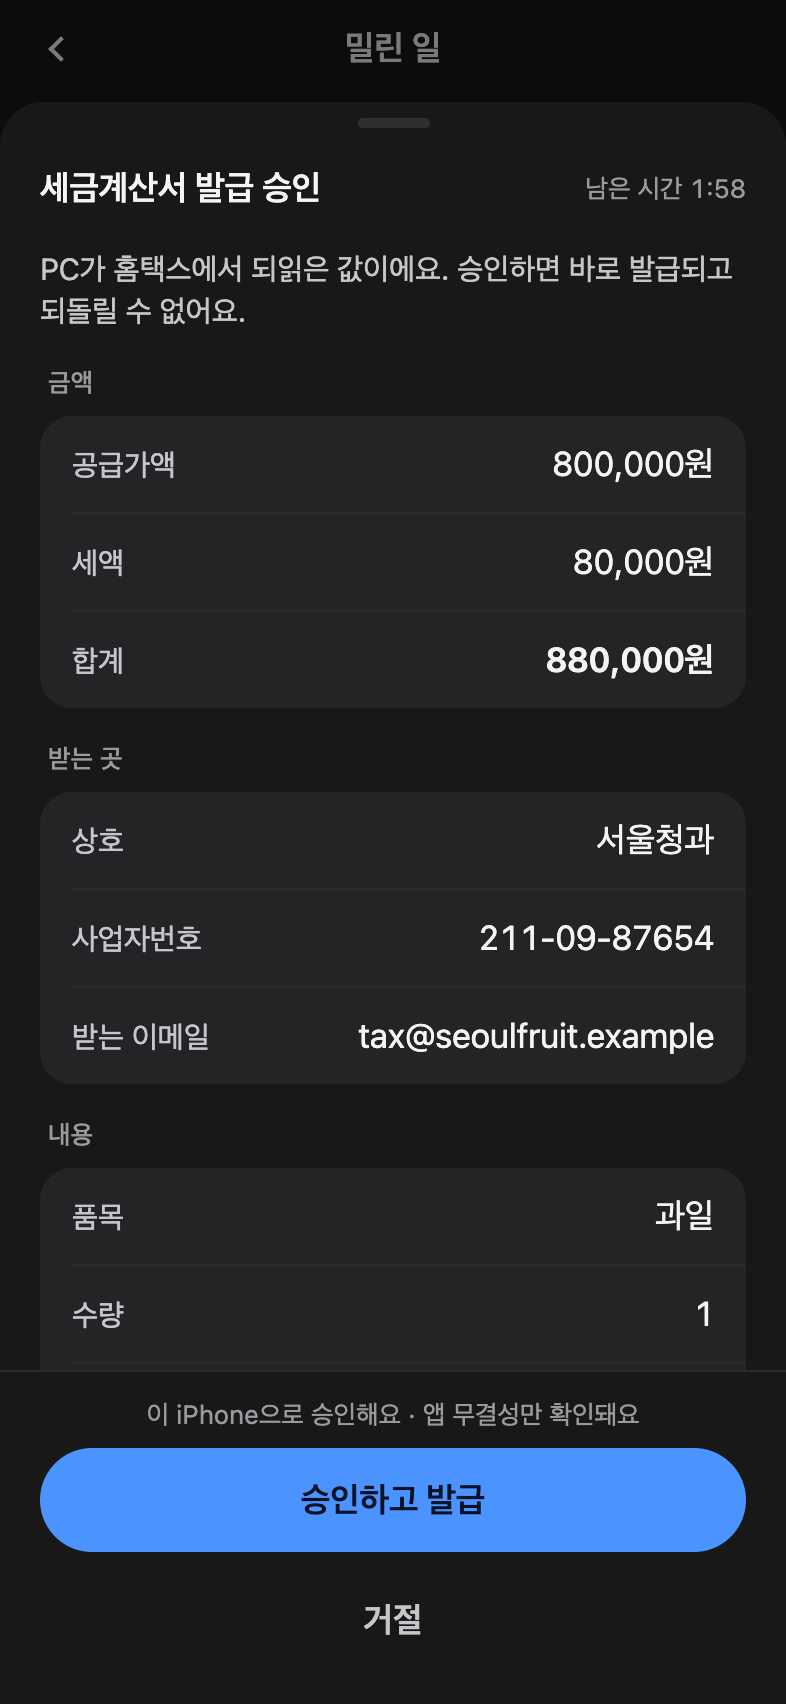 밀린 일
세금계산서 발급 승인
남은 시간 1:58
PC가 홈택스에서 되읽은 값이에요. 승인하면 바로 발급되고
되돌릴 수 없어요.
금액
공급가액 800,000원
세액 80,000원
합계 880,000원
받는 곳
상호 서울청과
사업자번호 211-09-87654
받는 이메일 tax@seoulfruit.example
내용
품목 과일
수량 1
이 iPhone으로 승인해요 · 앱 무결성만 확인돼요
승인하고 발급
거절